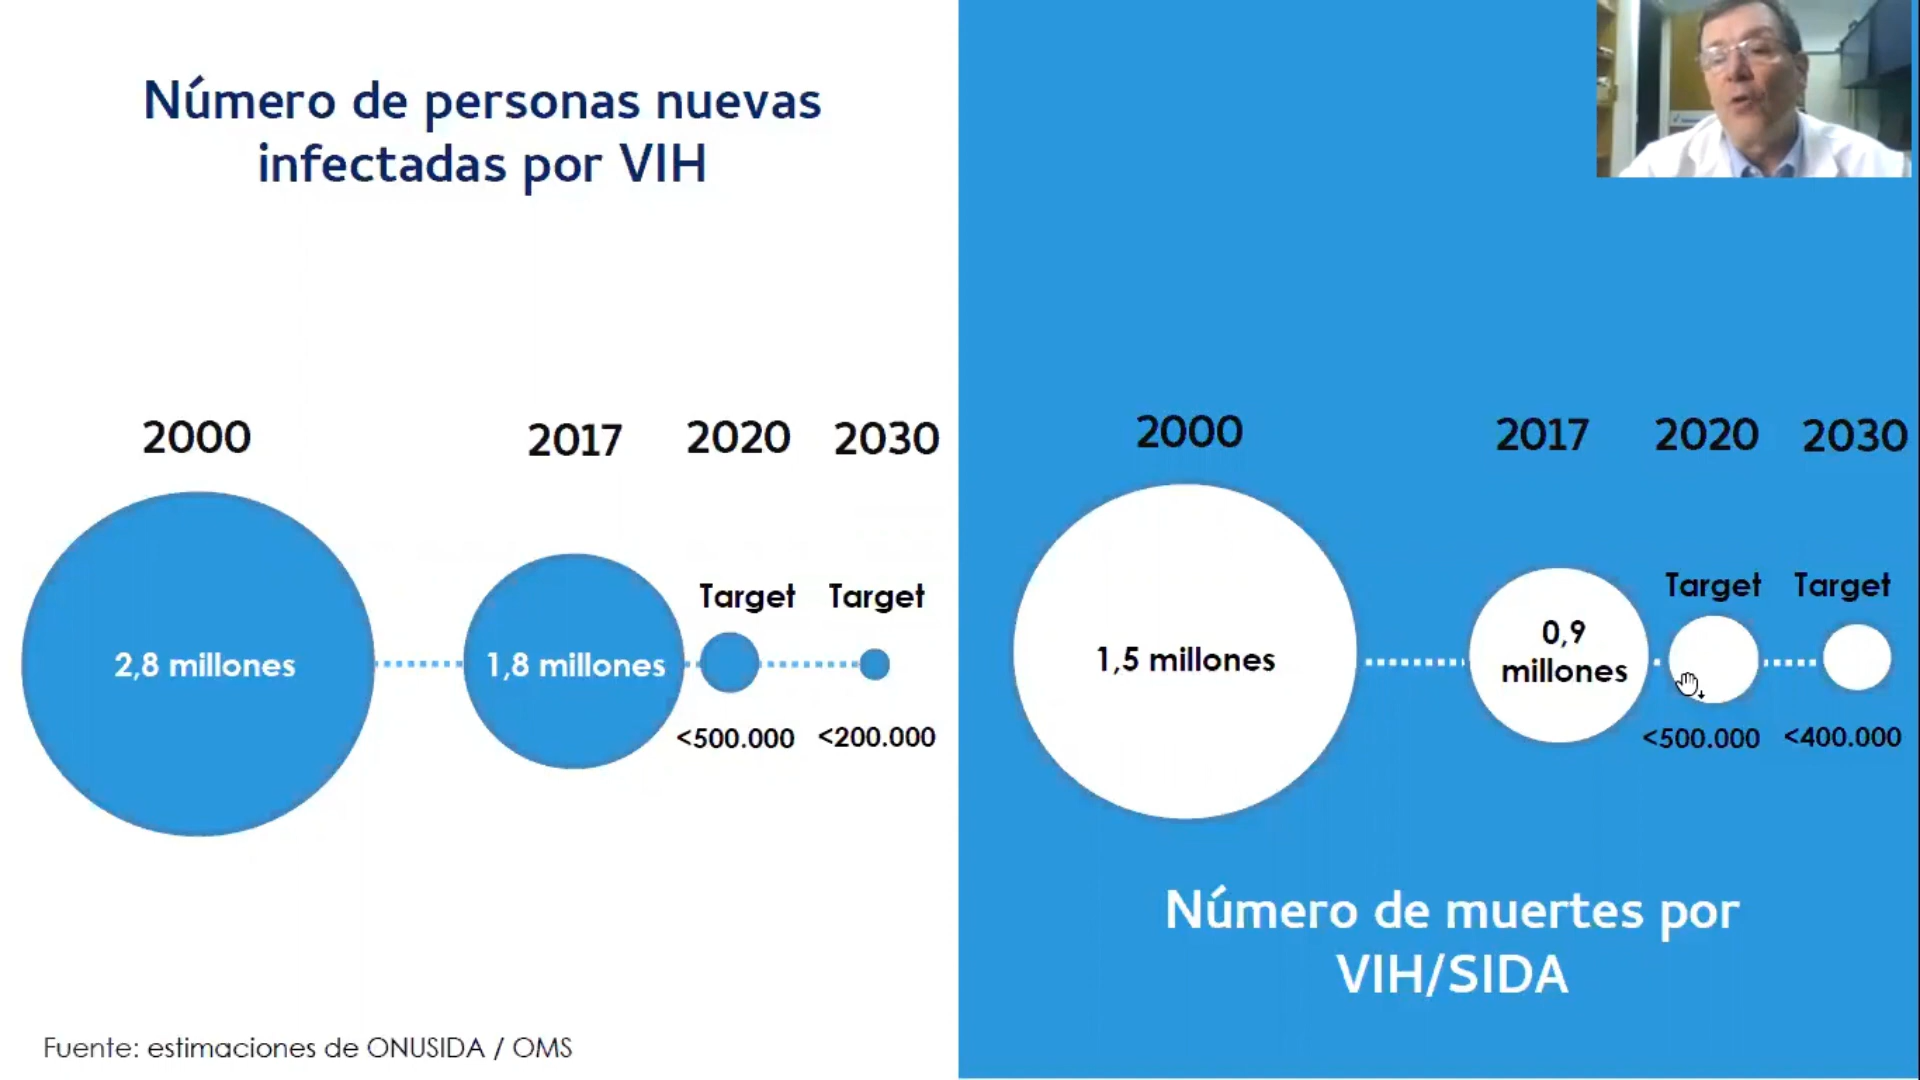 Número de personas nuevas
infectadas por VIH
2000
2017
2020
2030
Target
Target
2,8 millones
1,8 millones
<500.000
<200.000
Fuente: estimaciones de ONUSIDA / OMS
2000
2017
2020
2030
Target
Target
1,5 millones
0,9
millones
<500.000
<400.000
Número de muertes por
VIH/SIDA